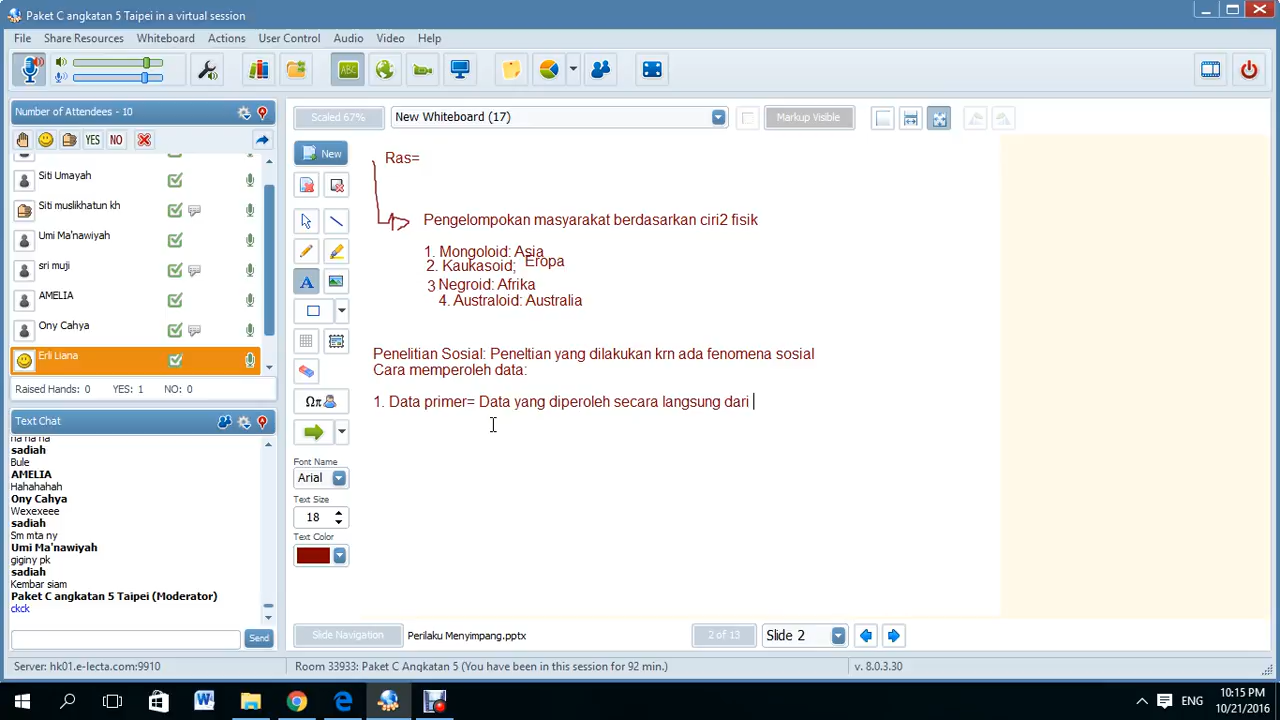 Paket C angkatan 5 Taipei in a virtual session
File Share Resources Whiteboard Actions User Control Audio Video Help
Number of Attendees - 10
YES NO
Siti Umayah
Siti muslikhatun kh
Umi Ma'nawiyah
sri muji
AMELIA
Ony Cahya
Erli Liana
Raised Hands: 0 YES: 1 NO: 0
Text Chat
ha ha ha
sadiah
Bule
AMELIA
Hahahahah
Ony Cahya
Wexexeee
sadiah
Sm mta ny
Umi Ma'nawiyah
giginy pk
sadiah
Kembar siam
Paket C angkatan 5 Taipei (Moderator)
ckck
Send
Scaled 67% New Whiteboard (17) Markup Visible
New
ABC
A
Ωπ
Font Name
Arial
Text Size
18
Text Color
Ras=
Pengelompokan masyarakat berdasarkan ciri2 fisik
1. Mongoloid: Asia
2. Kaukasoid; Eropa
3 Negroid: Afrika
4. Australoid: Australia
Penelitian Sosial: Peneltian yang dilakukan krn ada fenomena sosial
Cara memperoleh data:
1. Data primer= Data yang diperoleh secara langsung dari
Slide Navigation Perilaku Menyimpang.pptx 2 of 13 Slide 2
Server: hk01.e-lecta.com:9910 Room 33933: Paket C Angkatan 5 (You have been in this session for 92 min.) v. 8.0.3.30
ENG
10:15 PM
10/21/2016